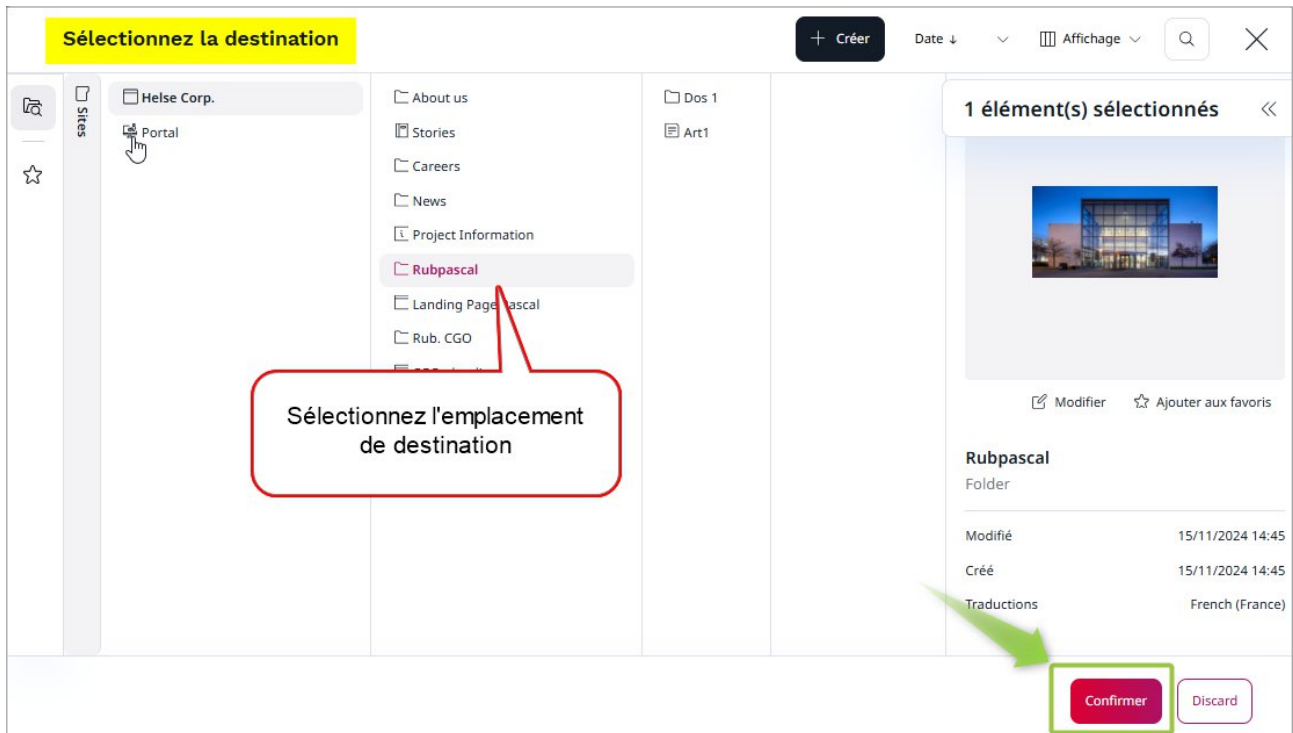 Sélectionnez la destination
Créer
Date ↓
Affichage
Sites
Helse Corp.
Portal
About us
Stories
Careers
News
Project Information
Rubpascal
Landing Page Pascal
Rub. CGO
Dos 1
Art1
Sélectionnez l'emplacement
de destination
1 élément(s) sélectionnés
Modifier
Ajouter aux favoris
Rubpascal
Folder
Modifié 15/11/2024 14:45
Créé 15/11/2024 14:45
Traductions French (France)
Confirmer
Discard